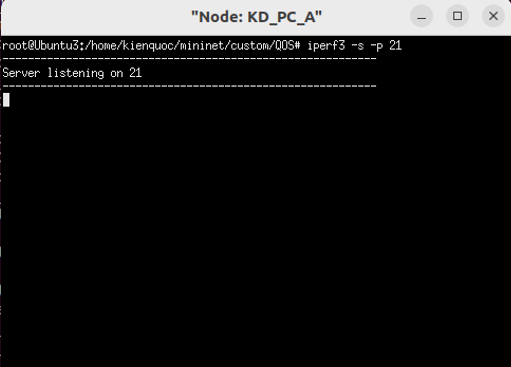 "Node: KD_PC_A"
root@Ubuntu3:/home/kienquoc/mininet/custom/QOS# iperf3 -s -p 21
-----------------------------------------------------------
Server listening on 21
-----------------------------------------------------------